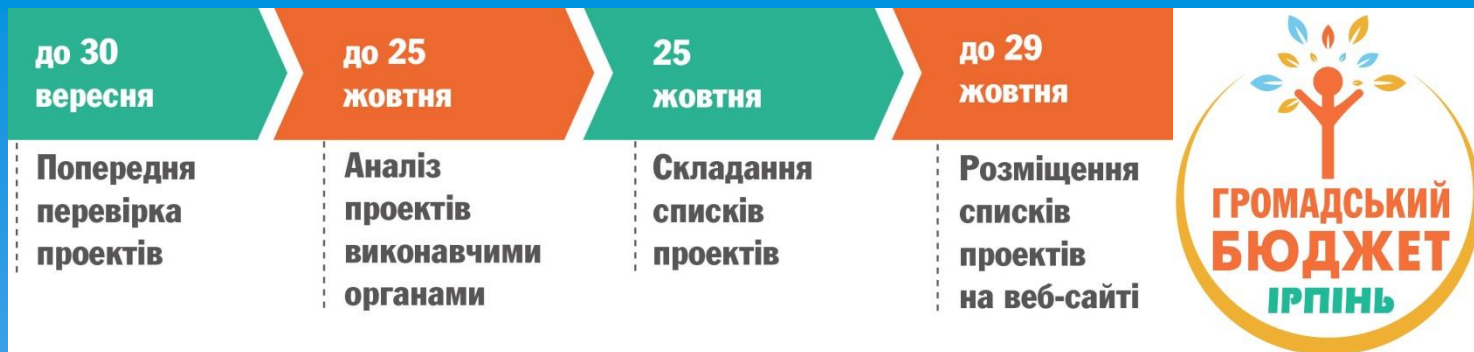 до 30
вересня
Попередня
перевірка
проектів
до 25
жовтня
Аналіз
проектів
виконавчими
органами
25
жовтня
Складання
списків
проектів
до 29
жовтня
Розміщення
списків
проектів
на веб-сайті
ГРОМАДСЬКИЙ
БЮДЖЕТ
ІРПІНЬ